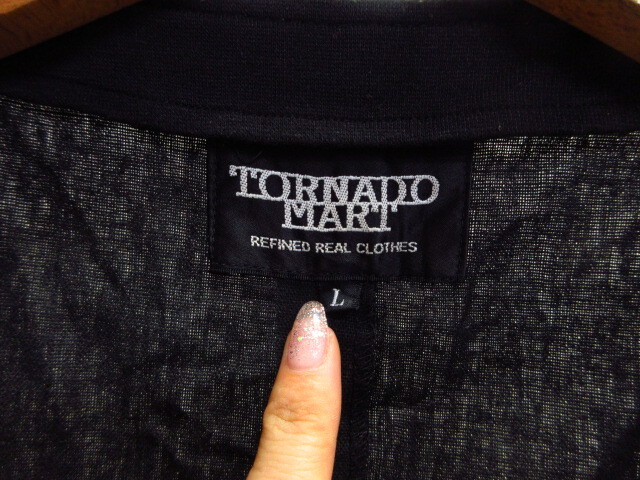 TORNADO
MART
REFINED REAL CLOTHES
L